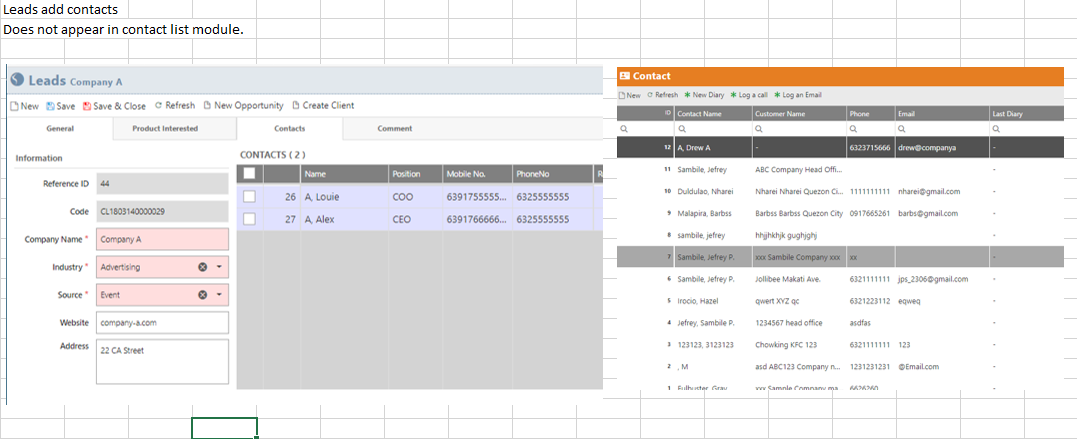 Leads add contacts
Does not appear in contact list module.
Leads Company A
New Save Save & Close Refresh New Opportunity Create Client
General Product Interested Contacts Comment
Information
Reference ID 44
Code CL1803140000029
Company Name * Company A
Industry * Advertising
Source * Event
Website company-a.com
Address 22 CA Street
CONTACTS ( 2 )
Name Position Mobile No. PhoneNo R
26 A, Louie COO 6391755555... 6325555555
27 A, Alex CEO 6391766666... 6325555555
Contact
New Refresh New Diary Log a call Log an Email
ID Contact Name Customer Name Phone Email Last Diary
12 A, Drew A - 6323715666 drew@companya
11 Sambile, Jefrey ABC Company Head Offi... -
10 Duldulao, Nharei Nharei Nharei Quezon Ci... 1111111111 nharei@gmail.com -
9 Malapira, Barbss Barbss Barbss Quezon City 0917665261 barbs@gmail.com -
8 sambile, jefrey hhjhkhjk gughjghj -
7 Sambile, Jefrey P. xxx Sambile Company xxx xx -
6 Sambile, Jefrey P. Jollibee Makati Ave. 6321111111 jps_2306@gmail.com -
5 Irocio, Hazel qwert XYZ qc 6321223112 eqweq -
4 Jefrey, Sambile P. 1234567 head office asdfas -
3 123123, 3123123 Chowking KFC 123 6321111111 123 -
2 , M asd ABC123 Company n... 1231231231 @Email.com -
1 Fulbuster, Gray xxx Sample Company ma 6626260 -